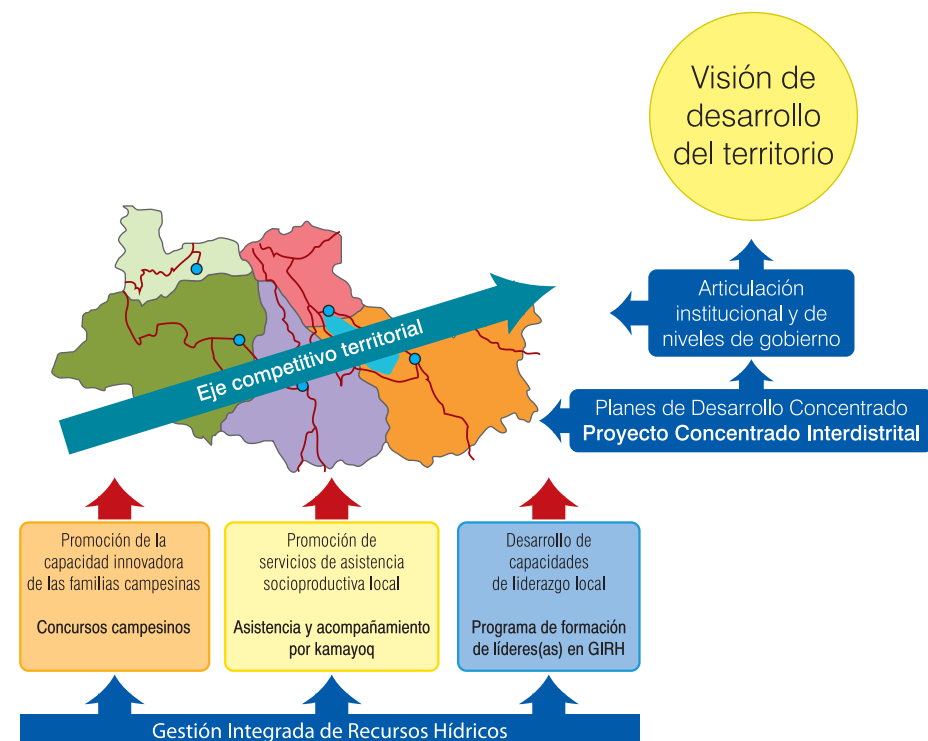 Visión de
desarrollo
del territorio
Articulación
institucional y de
niveles de gobierno
Eje competitivo territorial
Planes de Desarrollo Concentrado
Proyecto Concentrado Interdistrital
Promoción de la
capacidad innovadora
de las familias campesinas
Concursos campesinos
Promoción de
servicios de asistencia
socioproductiva local
Asistencia y acompañamiento
por kamayoq
Desarrollo de
capacidades
de liderazgo local
Programa de formación
de líderes(as) en GIRH
Gestión Integrada de Recursos Hídricos